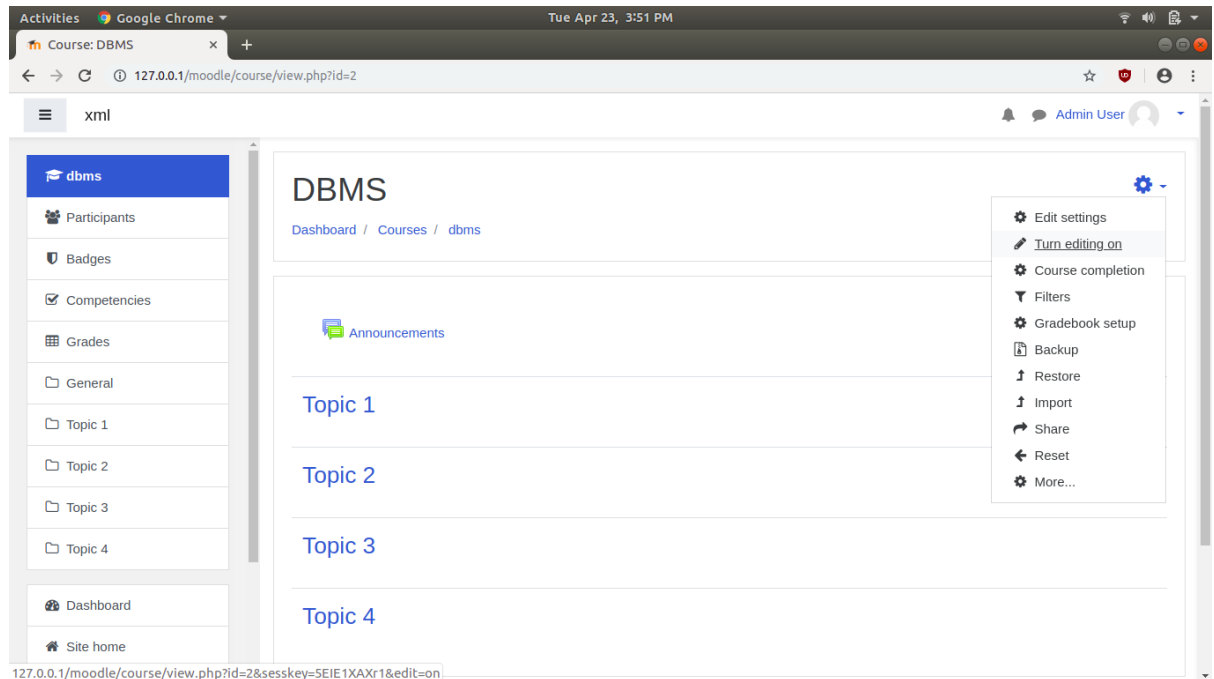 Activities Google Chrome Tue Apr 23, 3:51 PM
Course: DBMS
127.0.0.1/moodle/course/view.php?id=2
xml Admin User
dbms
Participants
Badges
Competencies
Grades
General
Topic 1
Topic 2
Topic 3
Topic 4
Dashboard
Site home
DBMS
Dashboard / Courses / dbms
Announcements
Topic 1
Topic 2
Topic 3
Topic 4
Edit settings
Turn editing on
Course completion
Filters
Gradebook setup
Backup
Restore
Import
Share
Reset
More...
127.0.0.1/moodle/course/view.php?id=2&sesskey=5EIE1XAXr1&edit=on